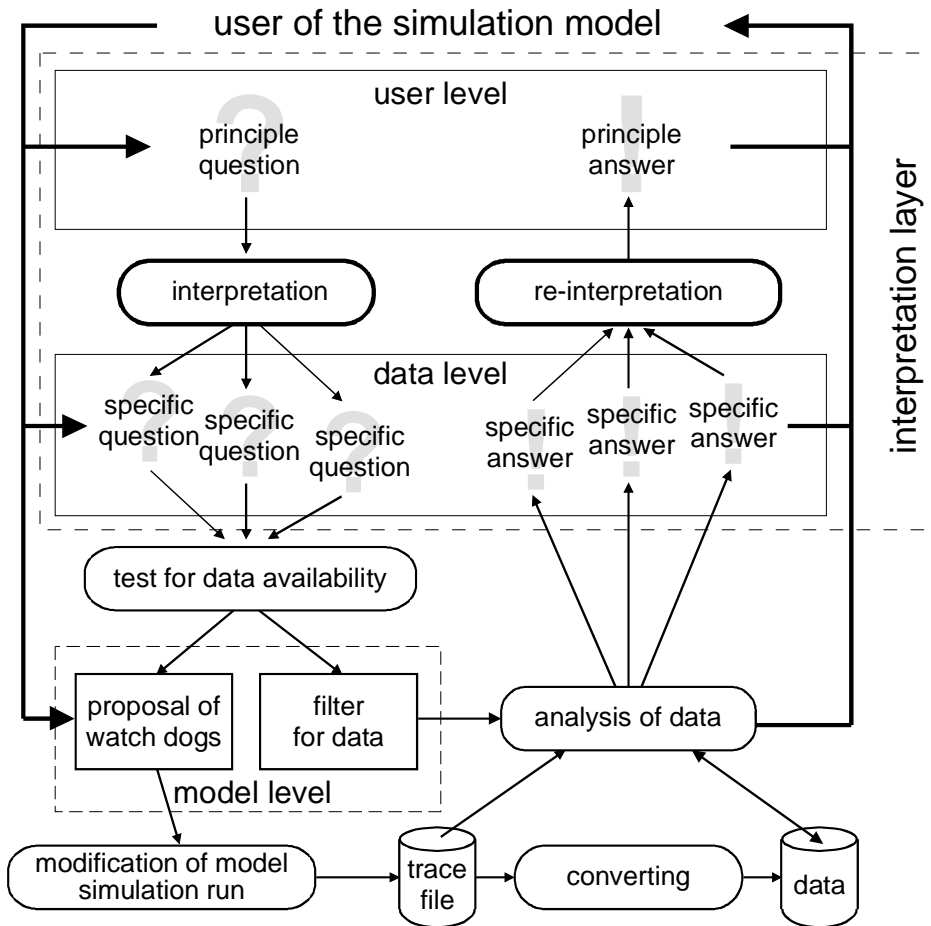 user of the simulation model
user level
principle
question
principle
answer
interpretation layer
interpretation
re-interpretation
data level
specific
question
specific
question
specific
question
specific
answer
specific
answer
specific
answer
test for data availability
proposal of
watch dogs
filter
for data
analysis of data
model level
modification of model
simulation run
trace
file
converting
data
?
!
?
?
?
!
!
!